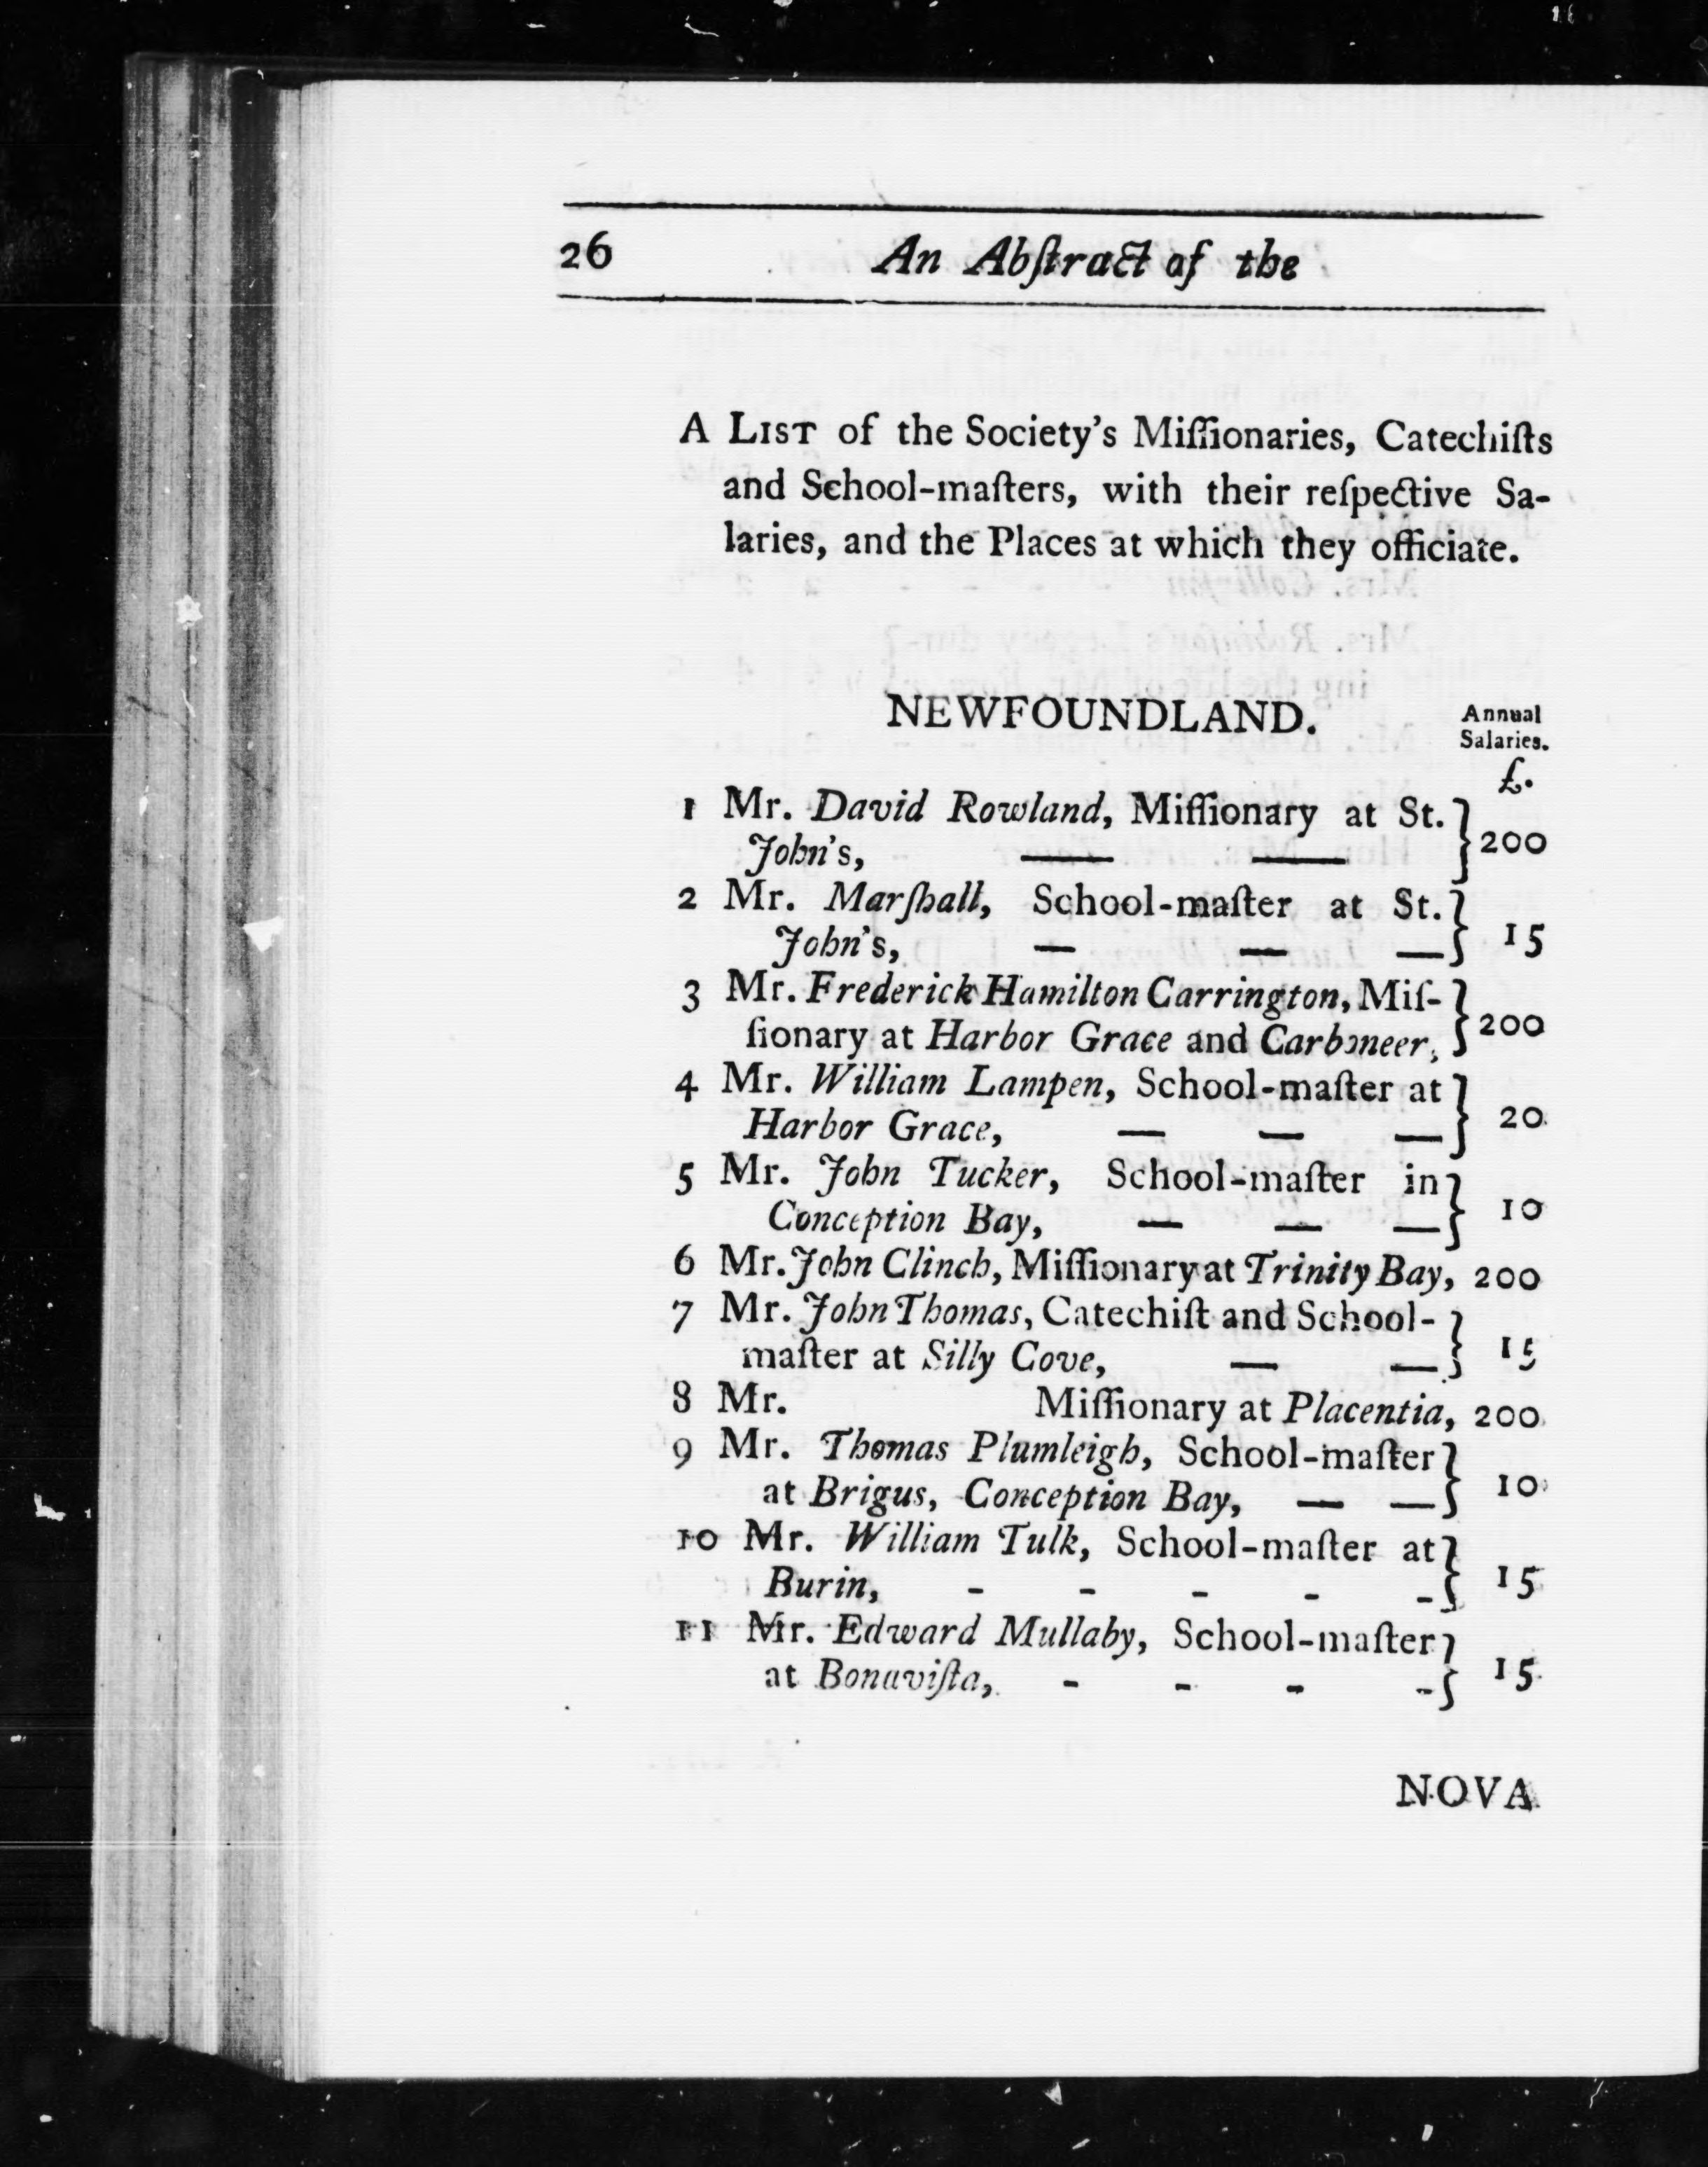 26 An Abſtract of the
A LIST of the Society's Miſſionaries, Catechiſts
and School-maſters, with their reſpective Sa-
laries, and the Places at which they officiate.
NEWFOUNDLAND.
Annual
Salaries.
£.
1 Mr. David Rowland, Miſſionary at St.
John's, — — } 200
2 Mr. Marſhall, School-maſter at St.
John's, — — — } 15
3 Mr. Frederick Hamilton Carrington, Miſ-
ſionary at Harbor Grace and Carboneer, } 200
4 Mr. William Lampen, School-maſter at
Harbor Grace, — — — } 20
5 Mr. John Tucker, School-maſter in
Conception Bay, — — — } 10
6 Mr. John Clinch, Miſſionary at Trinity Bay, 200
7 Mr. John Thomas, Catechiſt and School-
maſter at Silly Cove, — — } 15
8 Mr. Miſſionary at Placentia, 200
9 Mr. Thomas Plumleigh, School-maſter
at Brigus, Conception Bay, — — } 10
10 Mr. William Tulk, School-maſter at
Burin, - - - - - } 15
11 Mr. Edward Mullaby, School-maſter
at Bonaviſta, - - - - } 15
NOVA